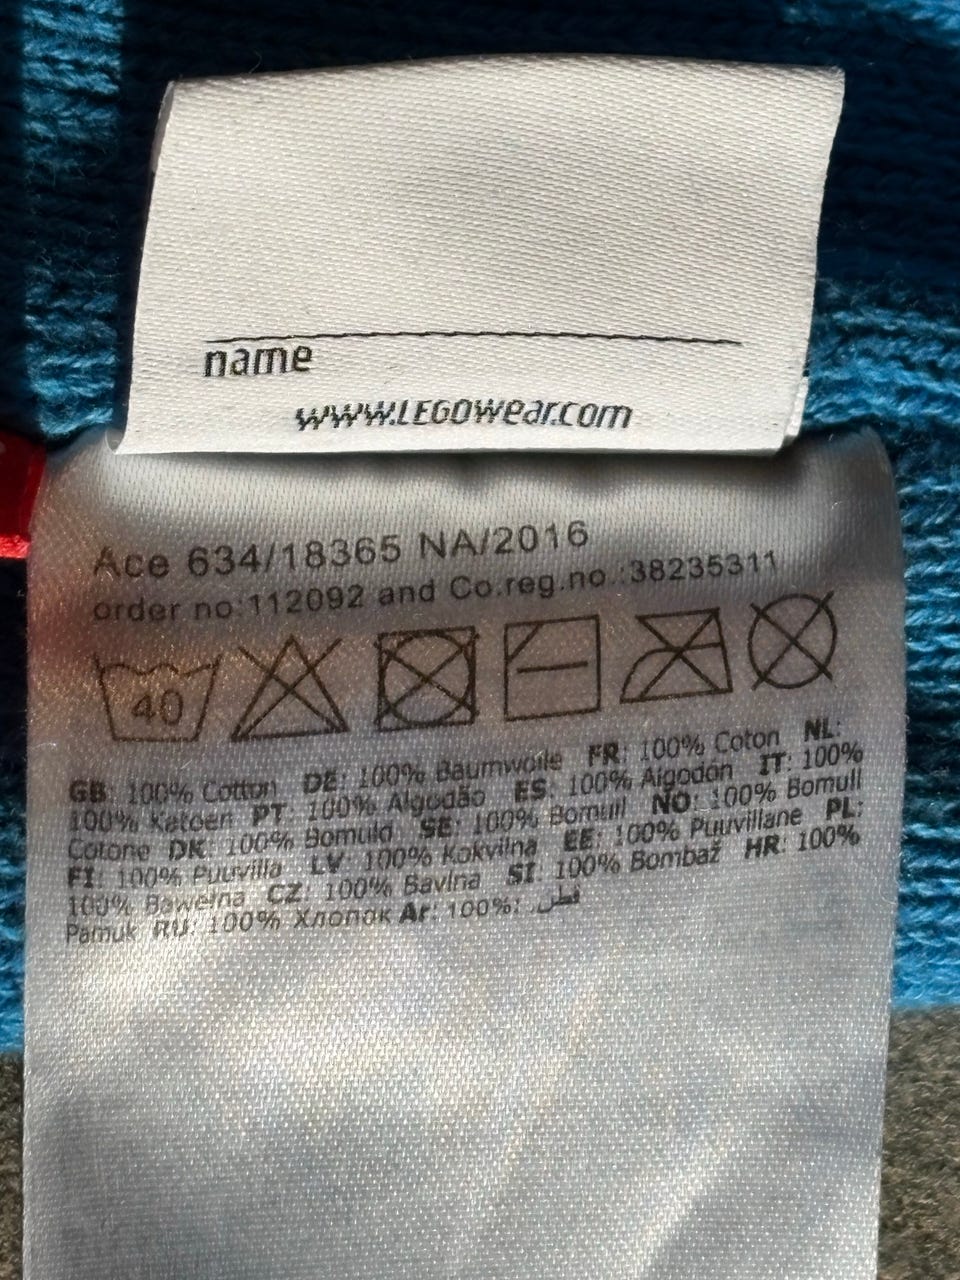 name
www.LEGOwear.com
Ace 634/18365 NA/2016
order no:112092 and Co.reg.no.:38235311
40
GB: 100% Cotton DE: 100% Baumwolle FR: 100% Coton NL:
100% Katoen PT: 100% Algodão ES: 100% Algodón IT: 100%
Cotone DK: 100% Bomuld SE: 100% Bomull NO: 100% Bomull
FI: 100% Puuvilla LV: 100% Kokvilna EE: 100% Puuvillane PL:
100% Bawełna CZ: 100% Bavlna SI: 100% Bombaž HR: 100%
Pamuk RU: 100% Хлопок Ar: 100%: .قطن